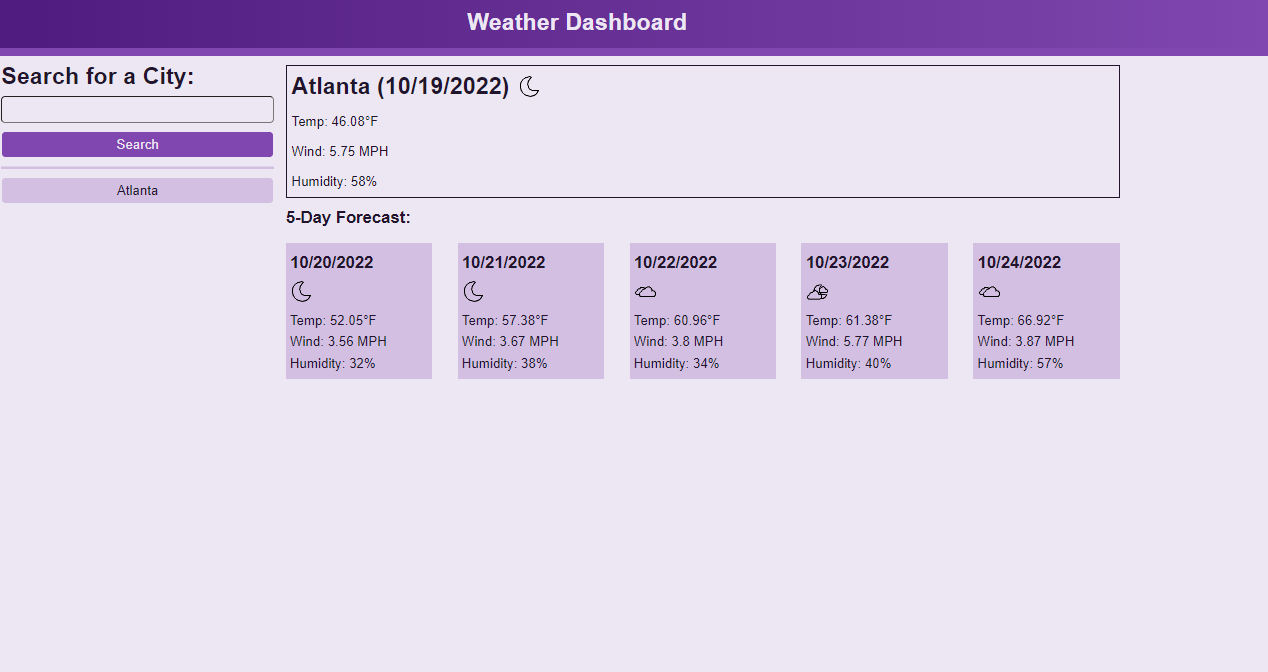 Weather Dashboard
Search for a City:
Search
Atlanta
Atlanta (10/19/2022)
Temp: 46.08°F
Wind: 5.75 MPH
Humidity: 58%
5-Day Forecast:
10/20/2022
Temp: 52.05°F
Wind: 3.56 MPH
Humidity: 32%
10/21/2022
Temp: 57.38°F
Wind: 3.67 MPH
Humidity: 38%
10/22/2022
Temp: 60.96°F
Wind: 3.8 MPH
Humidity: 34%
10/23/2022
Temp: 61.38°F
Wind: 5.77 MPH
Humidity: 40%
10/24/2022
Temp: 66.92°F
Wind: 3.87 MPH
Humidity: 57%